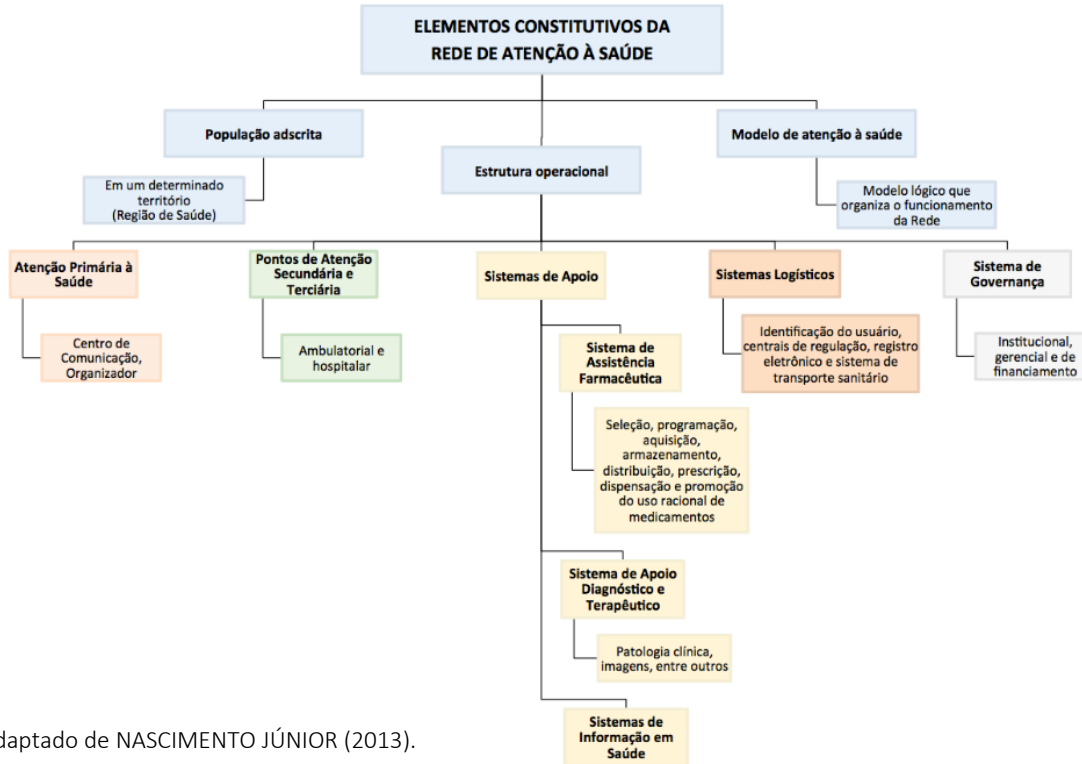 ELEMENTOS CONSTITUTIVOS DA
REDE DE ATENÇÃO À SAÚDE
População adscrita
Em um determinado
território
(Região de Saúde)
Estrutura operacional
Modelo de atenção à saúde
Modelo lógico que
organiza o funcionamento
da Rede
Atenção Primária à
Saúde
Centro de
Comunicação,
Organizador
Pontos de Atenção
Secundária e
Terciária
Ambulatorial e
hospitalar
Sistemas de Apoio
Sistema de
Assistência
Farmacêutica
Seleção, programação,
aquisição,
armazenamento,
distribuição, prescrição,
dispensação e promoção
do uso racional de
medicamentos
Sistema de Apoio
Diagnóstico e
Terapêutico
Patologia clínica,
imagens, entre outros
Sistemas de
Informação em
Saúde
Sistemas Logísticos
Identificação do usuário,
centrais de regulação, registro
eletrônico e sistema de
transporte sanitário
Sistema de
Governança
Institucional,
gerencial e de
financiamento
daptado de NASCIMENTO JÚNIOR (2013).